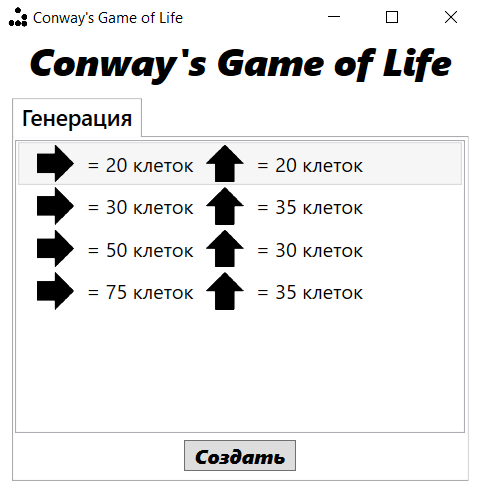 Conway's Game of Life
Conway's Game of Life
Генерация
= 20 клеток = 20 клеток
= 30 клеток = 35 клеток
= 50 клеток = 30 клеток
= 75 клеток = 35 клеток
Создать